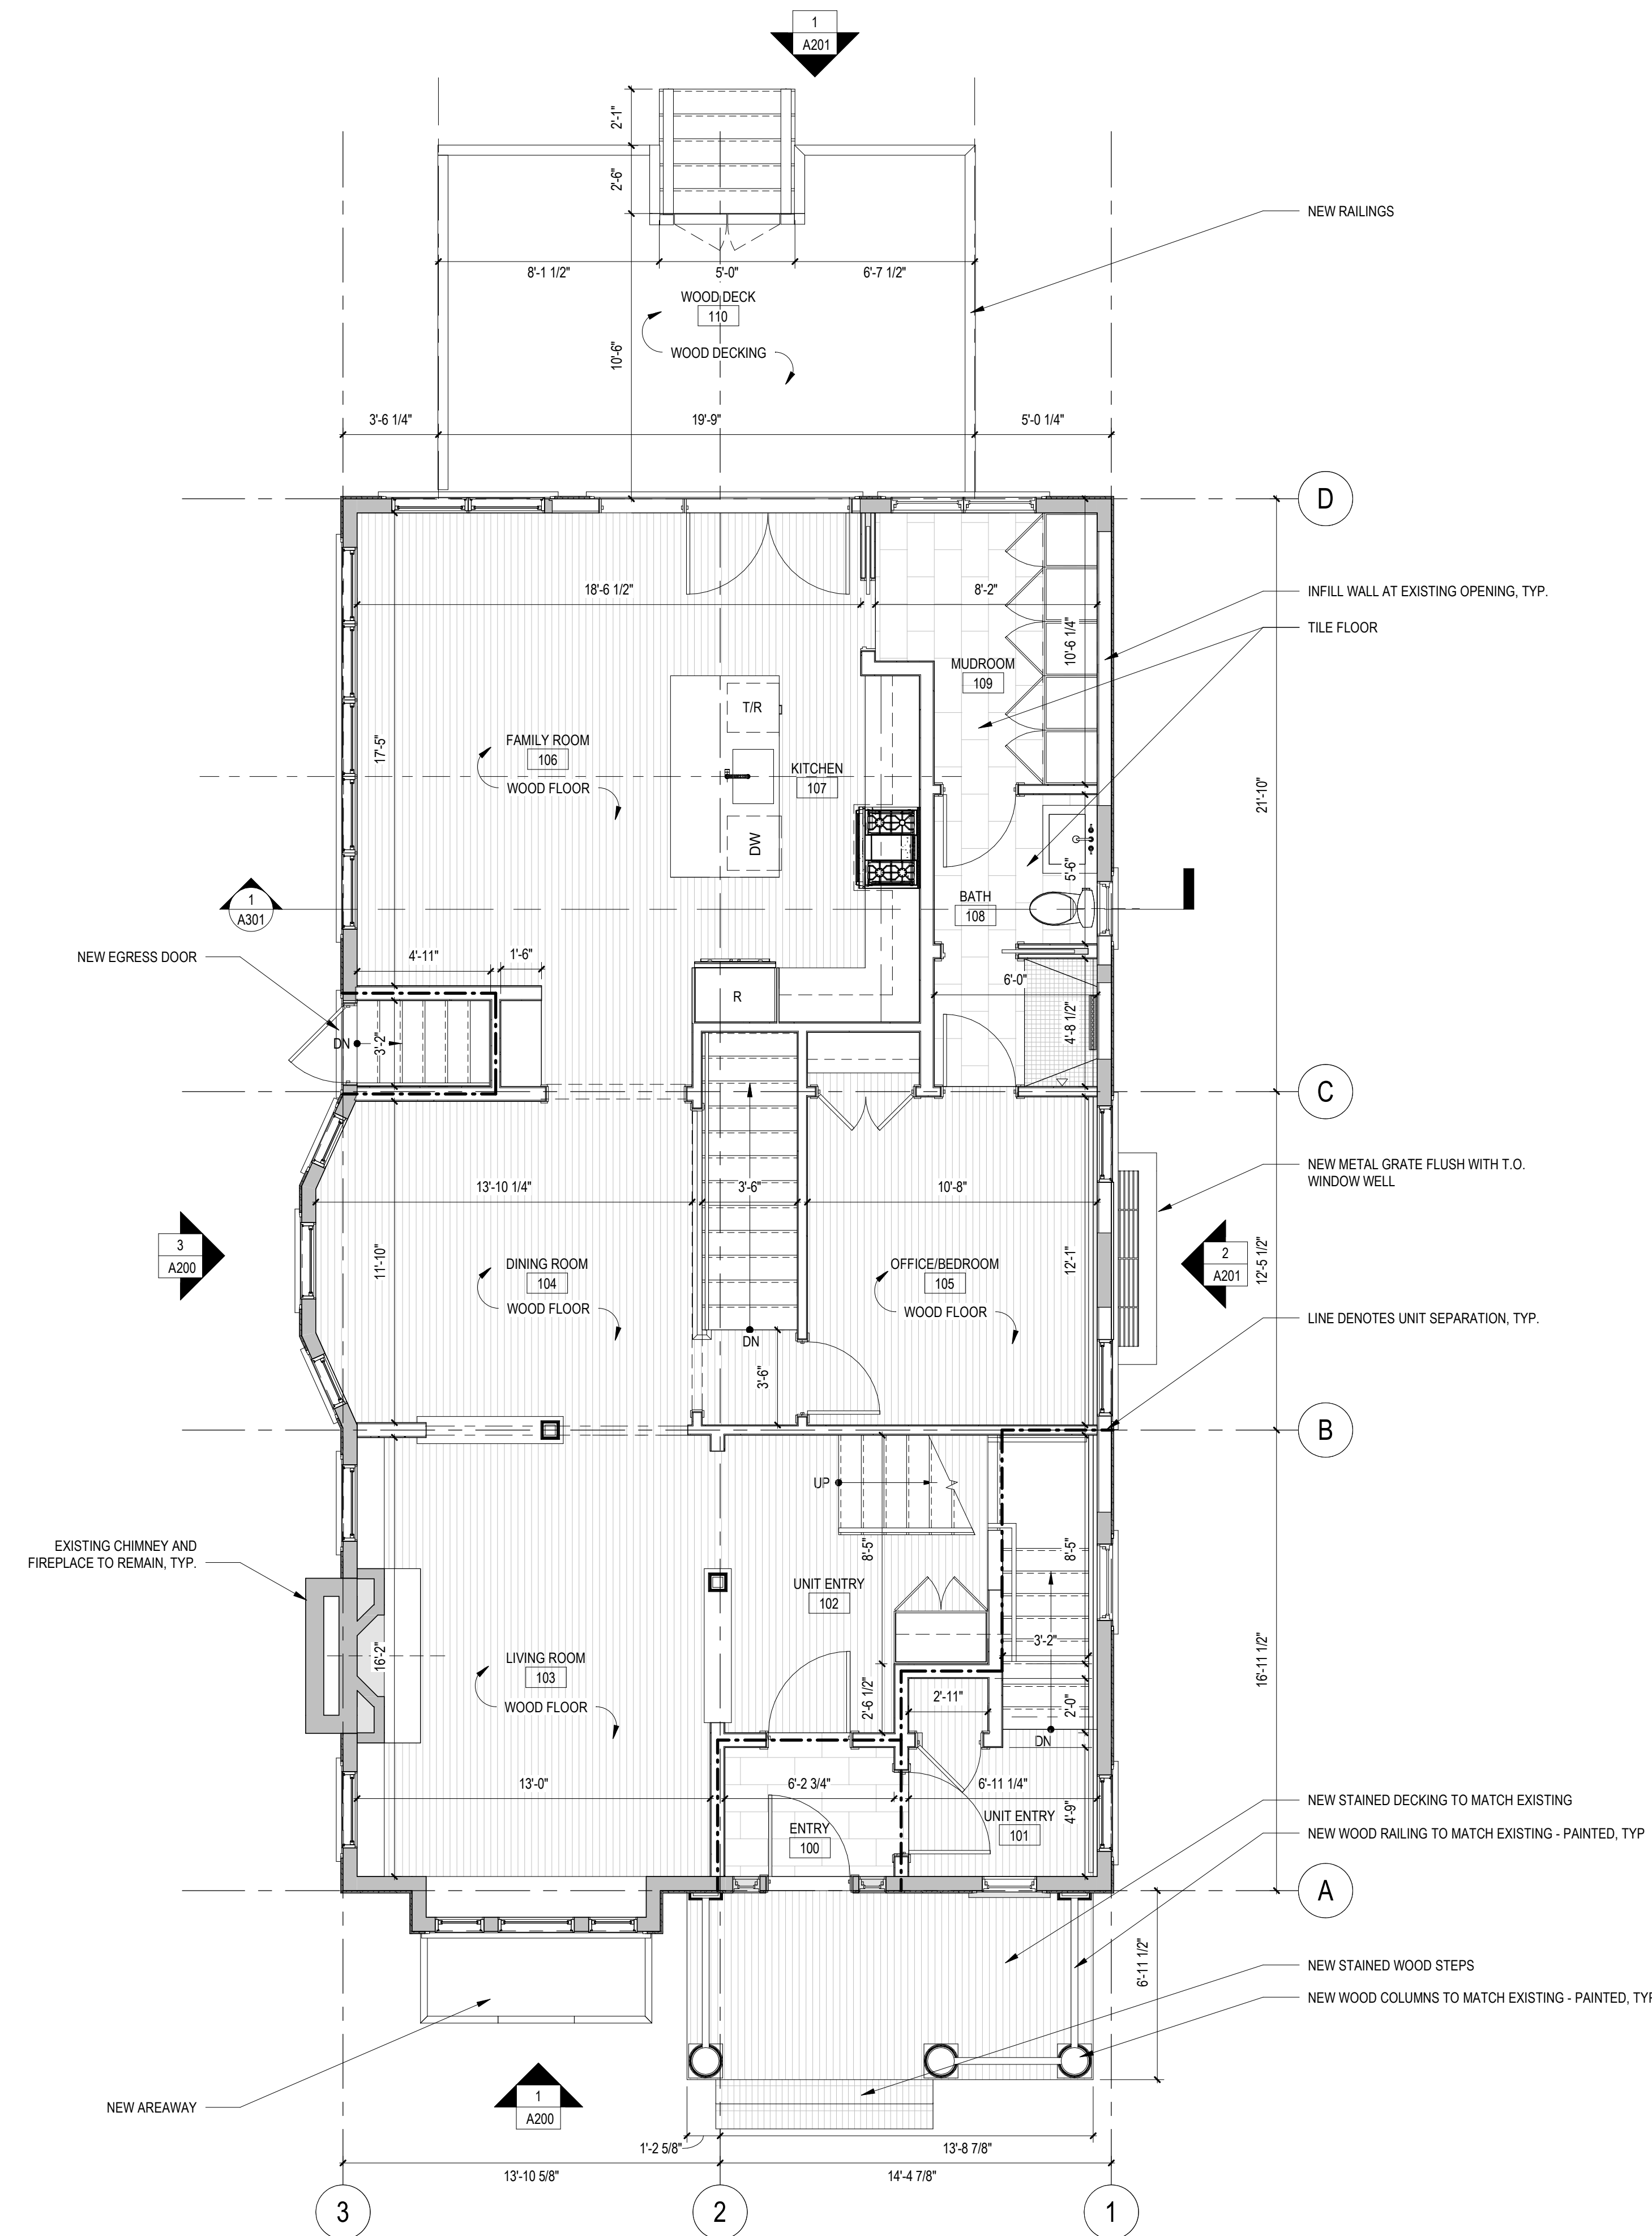 1
A201
2'-1"
2'-6"
NEW RAILINGS
8'-1 1/2"
5'-0"
6'-7 1/2"
WOOD DECK
110
WOOD DECKING
10'-6"
3'-6 1/4"
19'-9"
5'-0 1/4"
D
18'-6 1/2"
8'-2"
INFILL WALL AT EXISTING OPENING, TYP.
TILE FLOOR
10'-6 1/4"
MUDROOM
109
T/R
17'-5"
FAMILY ROOM
106
WOOD FLOOR
KITCHEN
107
21'-10"
DW
5'-6"
BATH
108
1
A301
NEW EGRESS DOOR
4'-11"
1'-6"
R
6'-0"
4'-8 1/2"
DN
3'-2"
C
NEW METAL GRATE FLUSH WITH T.O.
WINDOW WELL
13'-10 1/4"
3'-6"
10'-8"
3
A200
11'-10"
DINING ROOM
104
WOOD FLOOR
OFFICE/BEDROOM
105
WOOD FLOOR
12'-1"
2
A201
12'-5 1/2"
LINE DENOTES UNIT SEPARATION, TYP.
DN
3'-6"
B
UP
EXISTING CHIMNEY AND
FIREPLACE TO REMAIN, TYP.
8'-5"
8'-5"
UNIT ENTRY
102
16'-2"
3'-2"
16'-11 1/2"
LIVING ROOM
103
WOOD FLOOR
2'-6 1/2"
2'-11"
2'-0"
DN
13'-0"
6'-2 3/4"
6'-11 1/4"
4'-9"
ENTRY
100
UNIT ENTRY
101
NEW STAINED DECKING TO MATCH EXISTING
NEW WOOD RAILING TO MATCH EXISTING - PAINTED, TYP
A
6'-11 1/2"
NEW STAINED WOOD STEPS
NEW WOOD COLUMNS TO MATCH EXISTING - PAINTED, TYP
NEW AREAWAY
1
A200
1'-2 5/8"
13'-8 7/8"
13'-10 5/8"
14'-4 7/8"
3
2
1